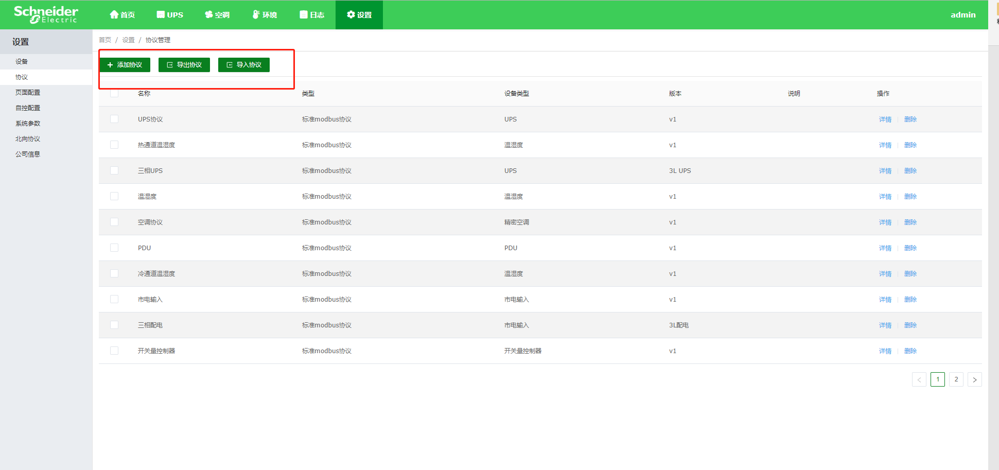 Schneider Electric
首页 UPS 空调 环境 日志 设置 admin
设置
设备
协议
页面配置
自控配置
系统参数
北向协议
公司信息
首页 / 设置 / 协议管理
添加协议 导出协议 导入协议
名称 类型 设备类型 版本 说明 操作
UPS协议 标准modbus协议 UPS v1 详情 删除
热通道温湿度 标准modbus协议 温湿度 v1 详情 删除
三相UPS 标准modbus协议 UPS 3L UPS 详情 删除
温湿度 标准modbus协议 温湿度 v1 详情 删除
空调协议 标准modbus协议 精密空调 v1 详情 删除
PDU 标准modbus协议 PDU v1 详情 删除
冷通道温湿度 标准modbus协议 温湿度 v1 详情 删除
市电输入 标准modbus协议 市电输入 v1 详情 删除
三相配电 标准modbus协议 市电输入 3L配电 详情 删除
开关量控制器 标准modbus协议 开关量控制器 v1 详情 删除
< 1 2 >